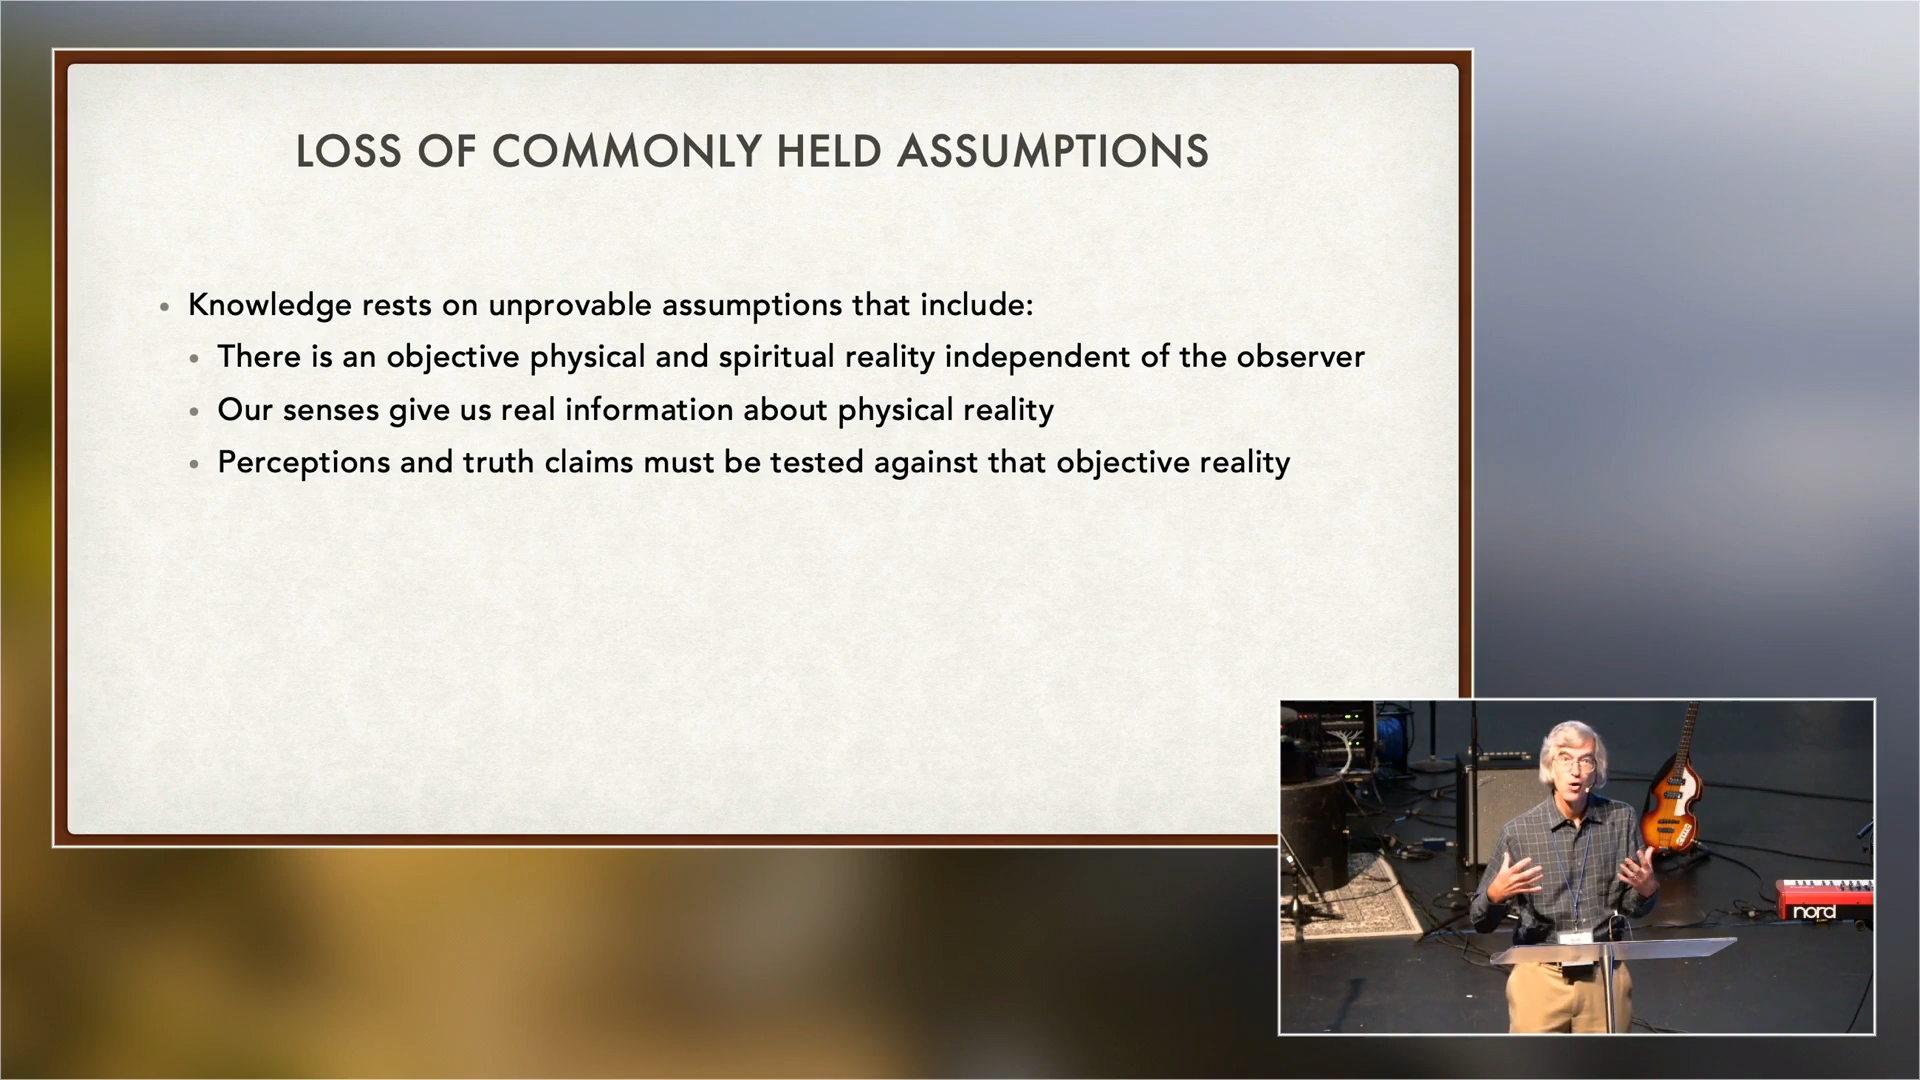 LOSS OF COMMONLY HELD ASSUMPTIONS
• Knowledge rests on unprovable assumptions that include:
• There is an objective physical and spiritual reality independent of the observer
• Our senses give us real information about physical reality
• Perceptions and truth claims must be tested against that objective reality
nord